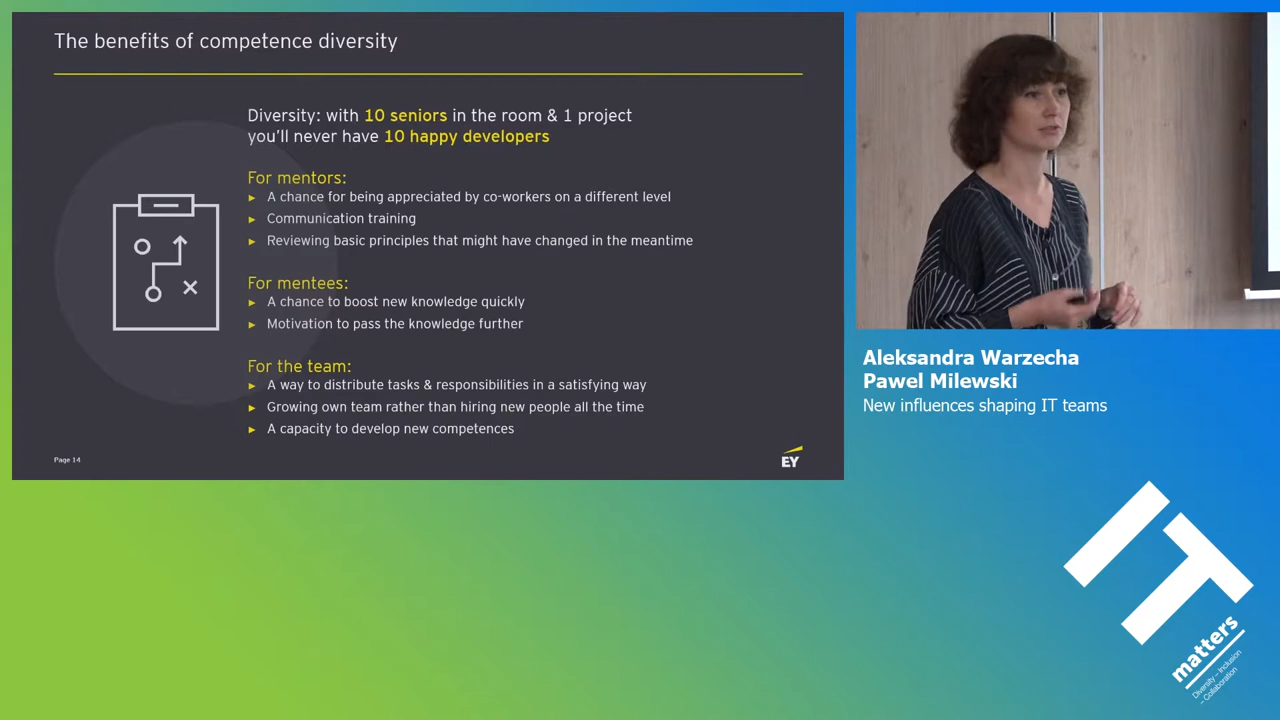 The benefits of competence diversity
Diversity: with 10 seniors in the room & 1 project
you'll never have 10 happy developers
For mentors:
► A chance for being appreciated by co-workers on a different level
► Communication training
► Reviewing basic principles that might have changed in the meantime
For mentees:
► A chance to boost new knowledge quickly
► Motivation to pass the knowledge further
For the team:
► A way to distribute tasks & responsibilities in a satisfying way
► Growing own team rather than hiring new people all the time
► A capacity to develop new competences
Page 14
EY
Aleksandra Warzecha
Pawel Milewski
New influences shaping IT teams
IT
matters
Diversity – Inclusion
– Collaboration